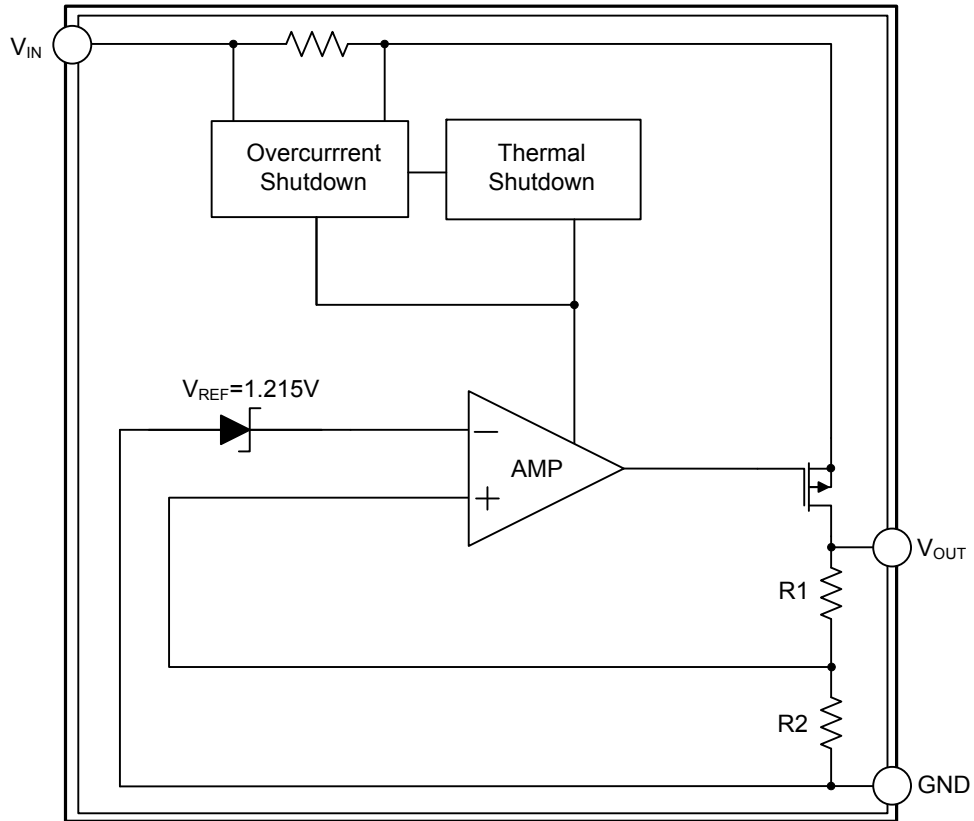 V_IN
Overcurrrent
Shutdown
Thermal
Shutdown
V_REF=1.215V
−
AMP
+
V_OUT
R1
R2
GND